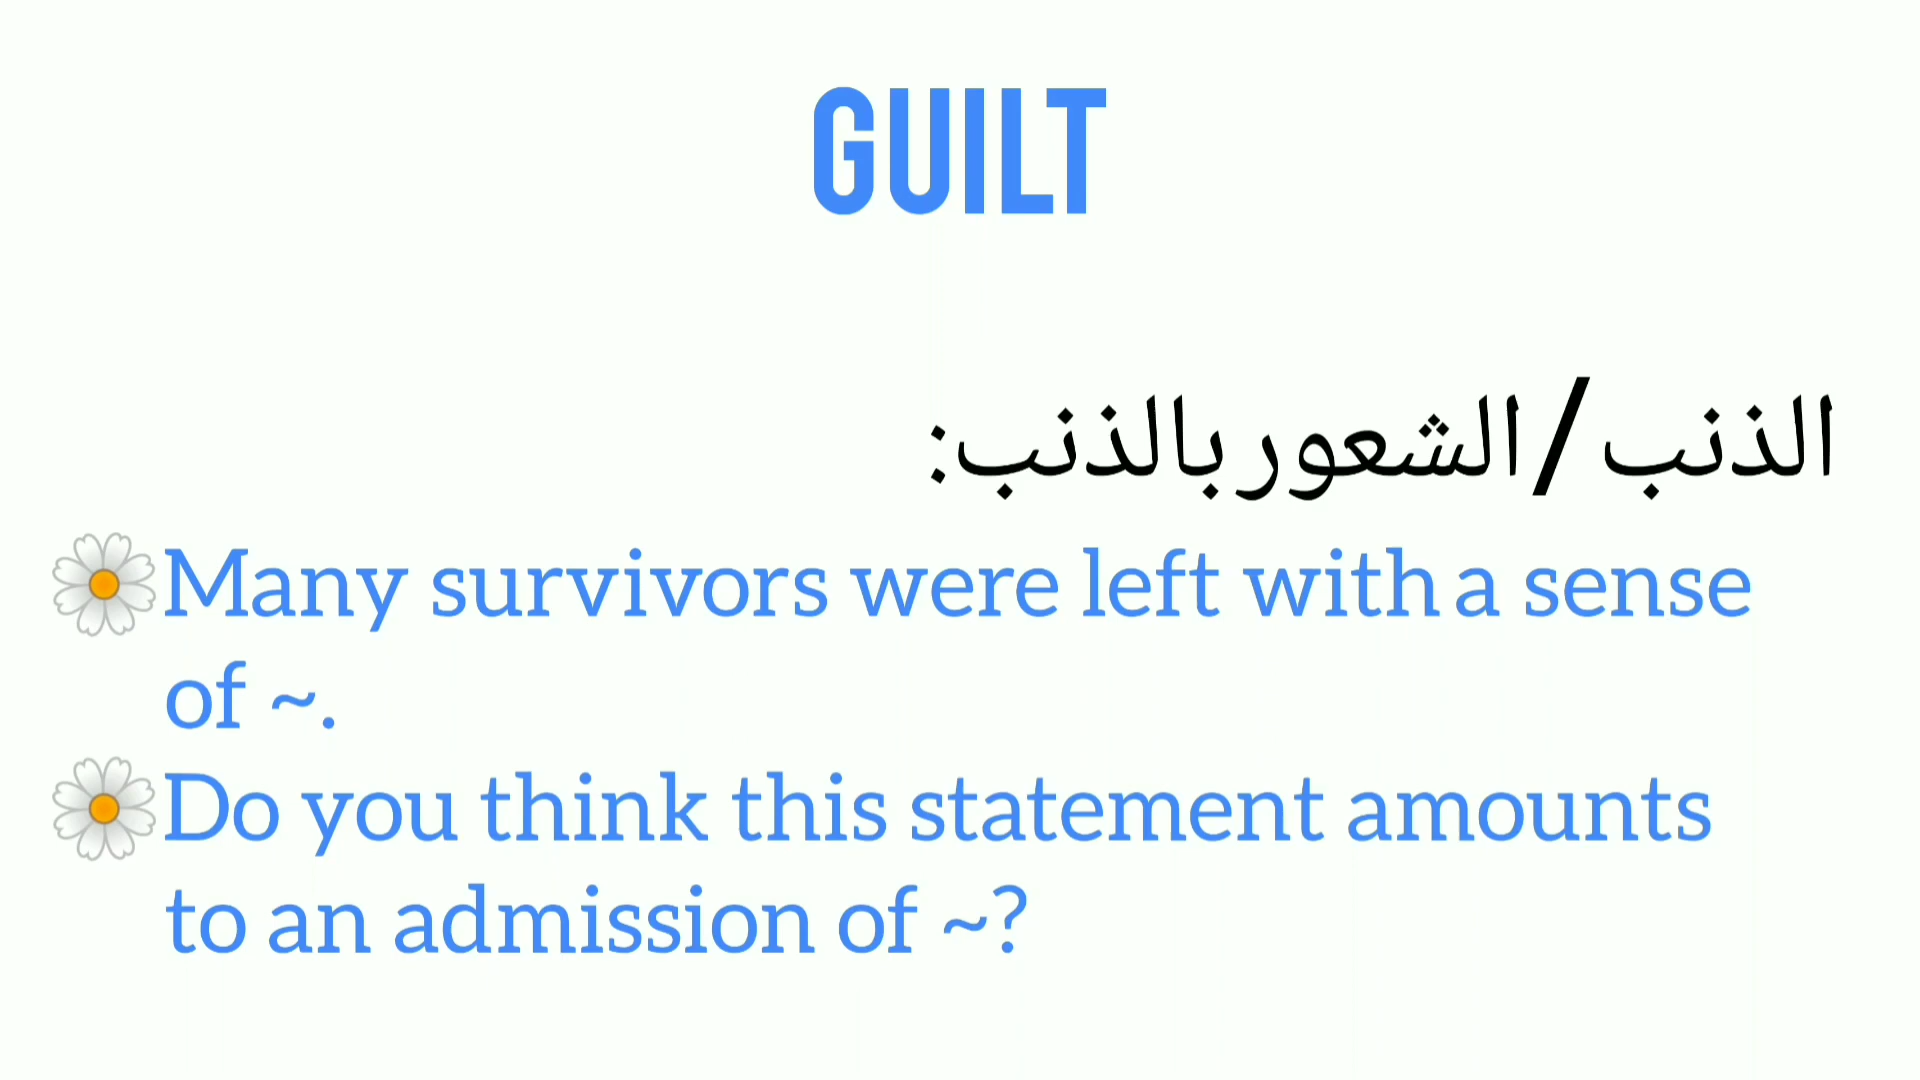 GUILT
الذنب/الشعور بالذنب:
Many survivors were left with a sense
of ~.
Do you think this statement amounts
to an admission of ~?